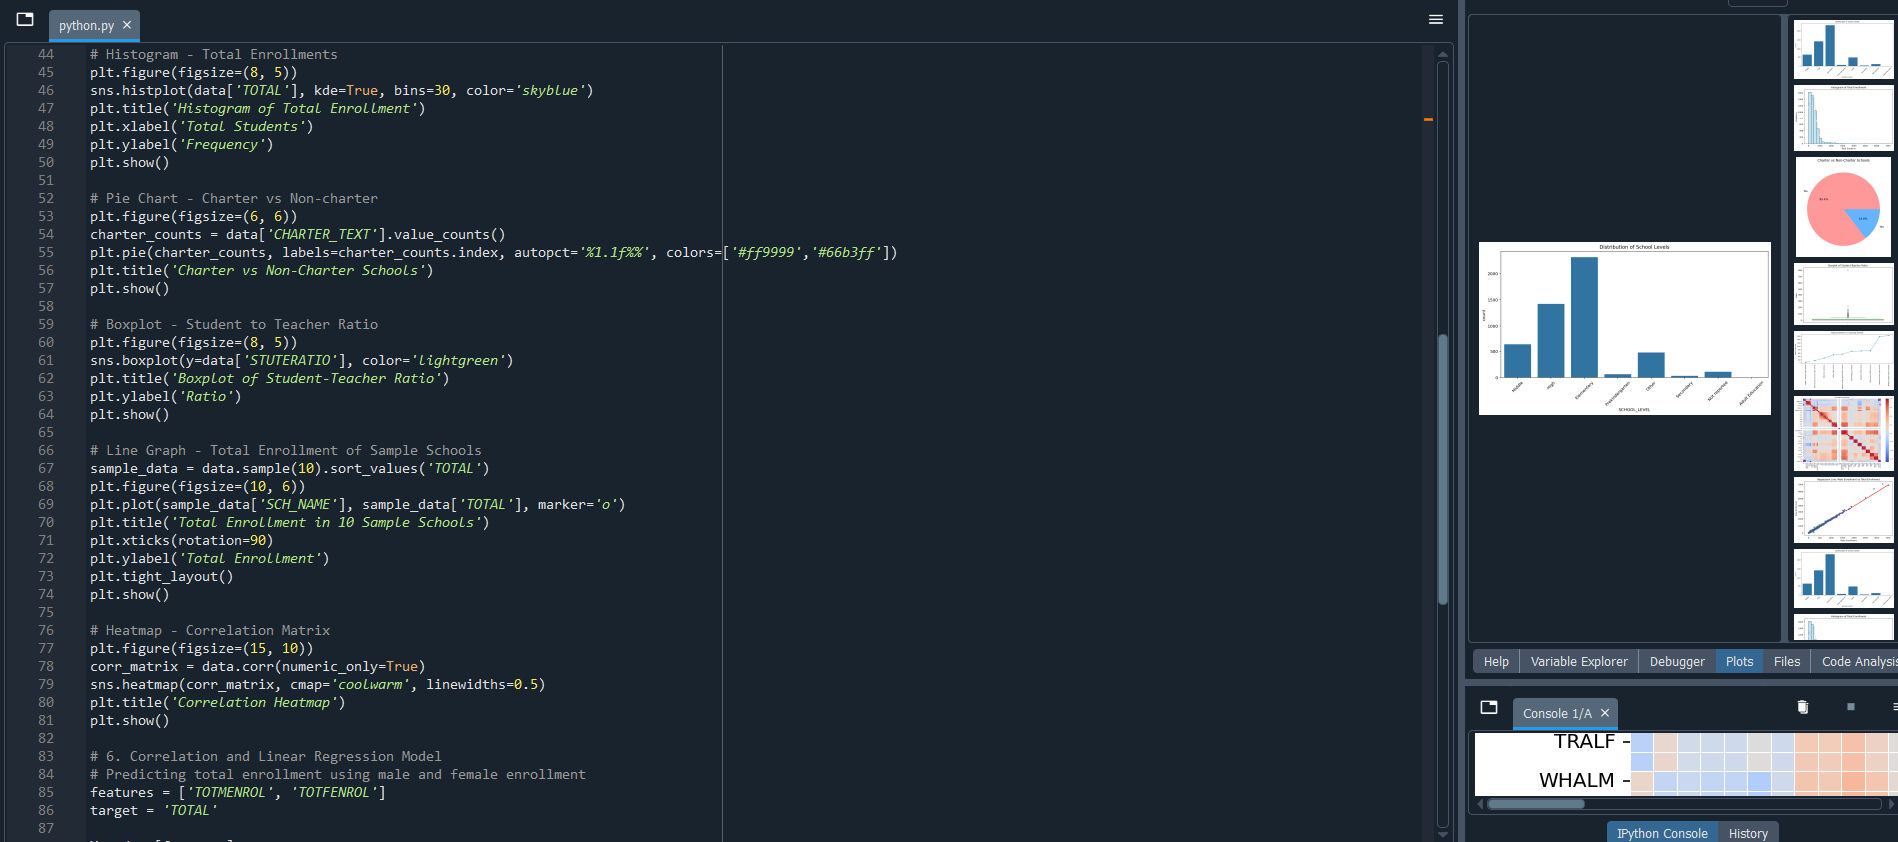 python.py
44 # Histogram - Total Enrollments
45 plt.figure(figsize=(8, 5))
46 sns.histplot(data['TOTAL'], kde=True, bins=30, color='skyblue')
47 plt.title('Histogram of Total Enrollment')
48 plt.xlabel('Total Students')
49 plt.ylabel('Frequency')
50 plt.show()
51
52 # Pie Chart - Charter vs Non-charter
53 plt.figure(figsize=(6, 6))
54 charter_counts = data['CHARTER_TEXT'].value_counts()
55 plt.pie(charter_counts, labels=charter_counts.index, autopct='%1.1f%%', colors=['#ff9999','#66b3ff'])
56 plt.title('Charter vs Non-Charter Schools')
57 plt.show()
58
59 # Boxplot - Student to Teacher Ratio
60 plt.figure(figsize=(8, 5))
61 sns.boxplot(y=data['STUTERATIO'], color='lightgreen')
62 plt.title('Boxplot of Student-Teacher Ratio')
63 plt.ylabel('Ratio')
64 plt.show()
65
66 # Line Graph - Total Enrollment of Sample Schools
67 sample_data = data.sample(10).sort_values('TOTAL')
68 plt.figure(figsize=(10, 6))
69 plt.plot(sample_data['SCH_NAME'], sample_data['TOTAL'], marker='o')
70 plt.title('Total Enrollment in 10 Sample Schools')
71 plt.xticks(rotation=90)
72 plt.ylabel('Total Enrollment')
73 plt.tight_layout()
74 plt.show()
75
76 # Heatmap - Correlation Matrix
77 plt.figure(figsize=(15, 10))
78 corr_matrix = data.corr(numeric_only=True)
79 sns.heatmap(corr_matrix, cmap='coolwarm', linewidths=0.5)
80 plt.title('Correlation Heatmap')
81 plt.show()
82
83 # 6. Correlation and Linear Regression Model
84 # Predicting total enrollment using male and female enrollment
85 features = ['TOTMENROL', 'TOTFENROL']
86 target = 'TOTAL'
87
Distribution of School Levels
2000
1500
1000
500
0
count
Middle
High
Elementary
Prekindergarten
Other
Secondary
Not reported
Adult Education
SCHOOL_LEVEL
Charter vs Non-Charter Schools
Help Variable Explorer Debugger Plots Files Code Analysis
Console 1/A
TRALF
WHALM
IPython Console History